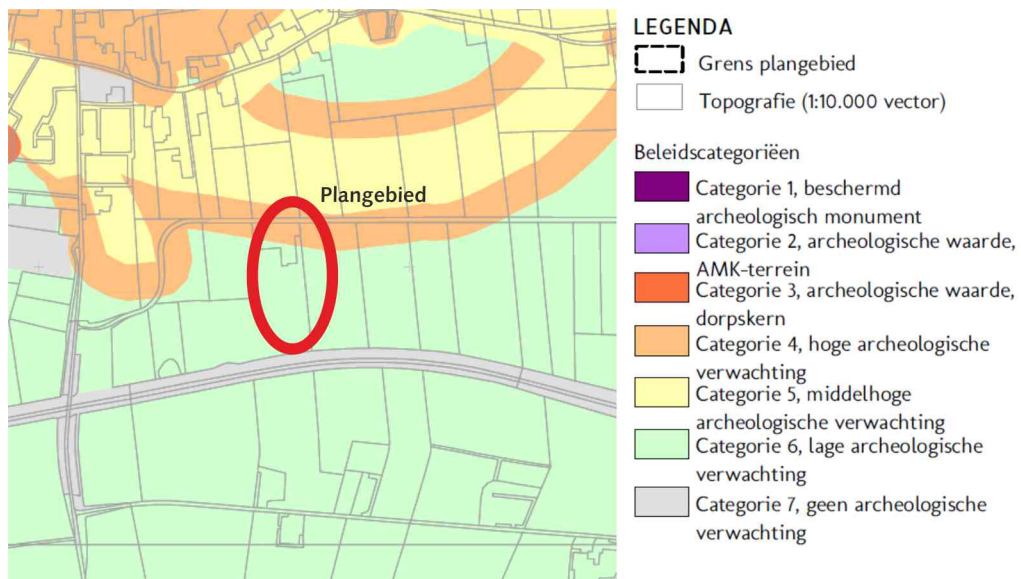 Plangebied
LEGENDA
Grens plangebied
Topografie (1:10.000 vector)
Beleidscategorieën
Categorie 1, beschermd
archeologisch monument
Categorie 2, archeologische waarde,
AMK-terrein
Categorie 3, archeologische waarde,
dorpskern
Categorie 4, hoge archeologische
verwachting
Categorie 5, middelhoge
archeologische verwachting
Categorie 6, lage archeologische
verwachting
Categorie 7, geen archeologische
verwachting